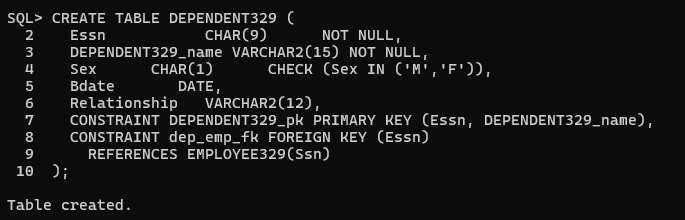 SQL> CREATE TABLE DEPENDENT329 (
  2    Essn           CHAR(9)      NOT NULL,
  3    DEPENDENT329_name VARCHAR2(15) NOT NULL,
  4    Sex      CHAR(1)      CHECK (Sex IN ('M','F')),
  5    Bdate       DATE,
  6    Relationship   VARCHAR2(12),
  7    CONSTRAINT DEPENDENT329_pk PRIMARY KEY (Essn, DEPENDENT329_name),
  8    CONSTRAINT dep_emp_fk FOREIGN KEY (Essn)
  9      REFERENCES EMPLOYEE329(Ssn)
 10  );
Table created.